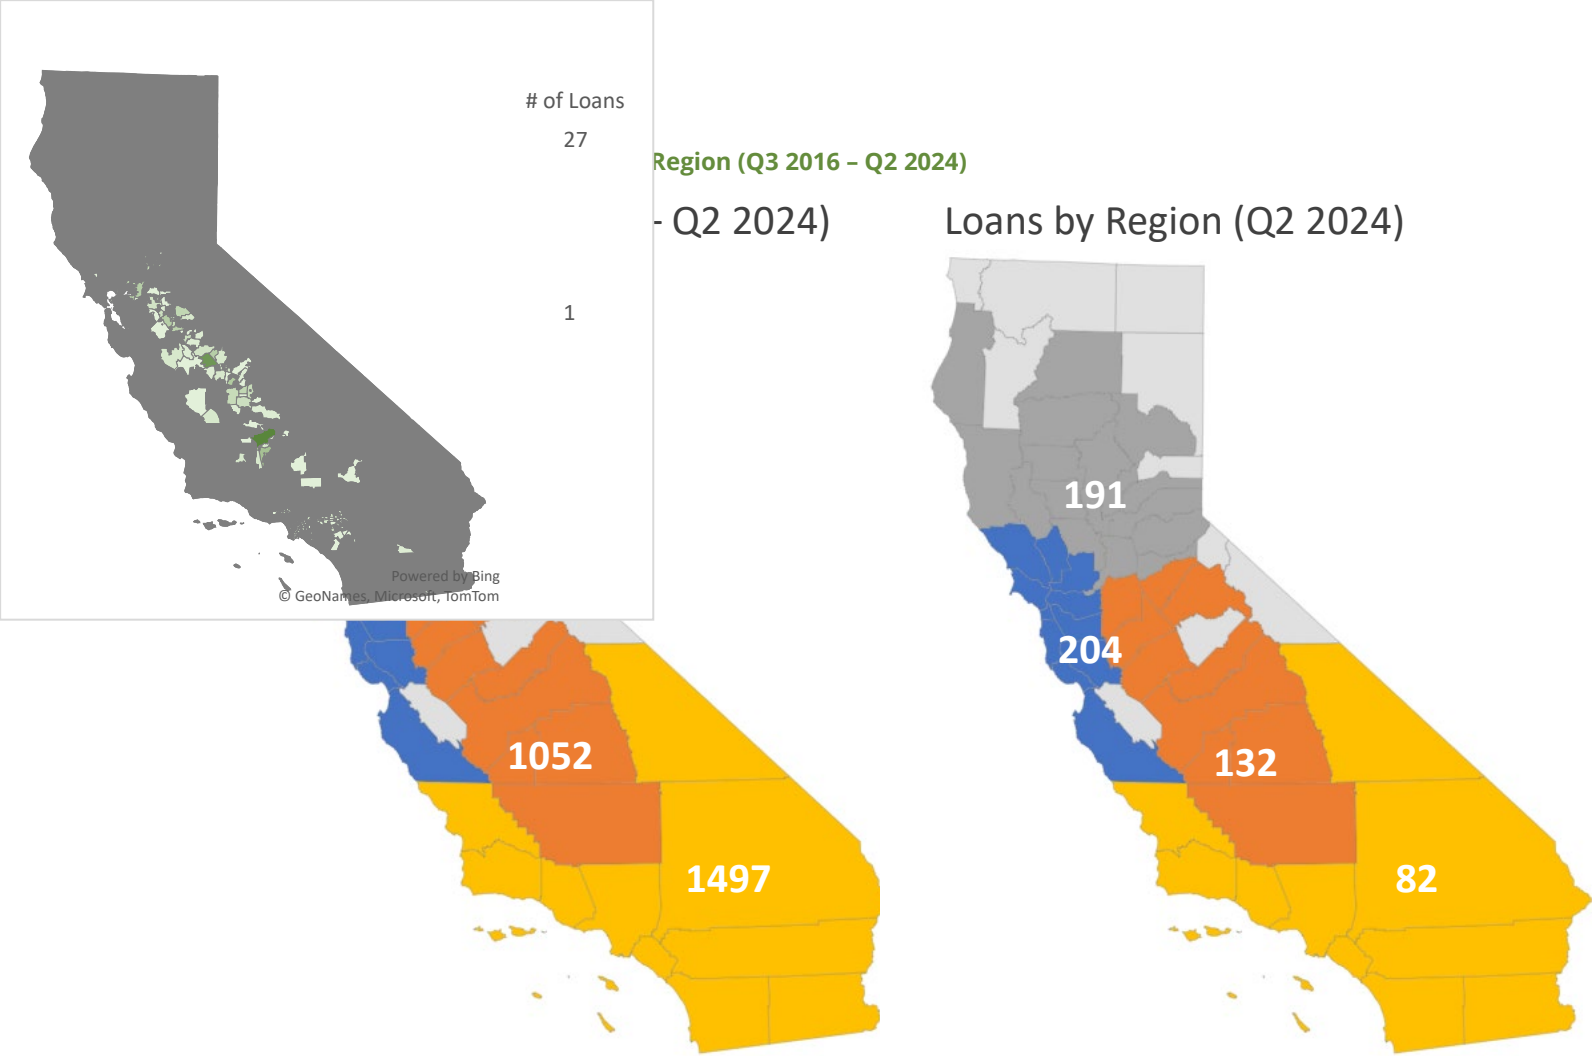 # of Loans
27
1
Powered by Bing
© GeoNames, Microsoft, TomTom
Region (Q3 2016 – Q2 2024)
- Q2 2024)
Loans by Region (Q2 2024)
191
204
132
82
1052
1497